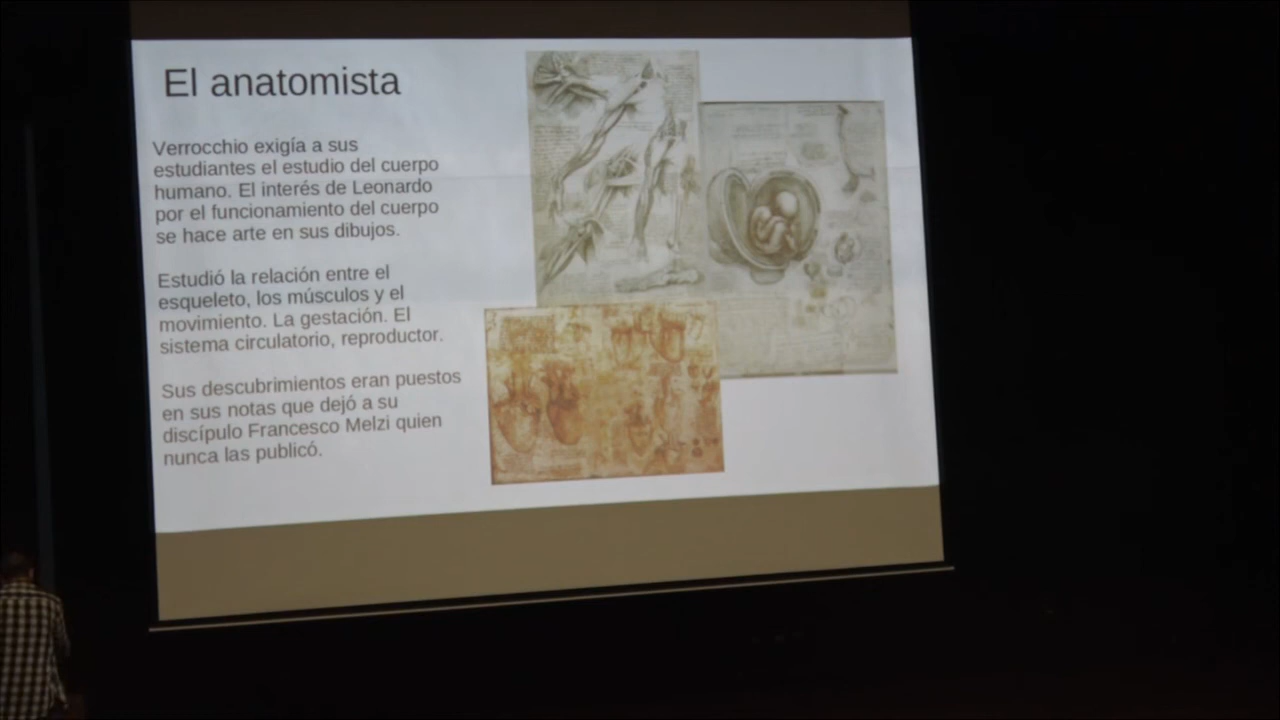 El anatomista
Verrocchio exigía a sus
estudiantes el estudio del cuerpo
humano. El interés de Leonardo
por el funcionamiento del cuerpo
se hace arte en sus dibujos.
Estudió la relación entre el
esqueleto, los músculos y el
movimiento. La gestación. El
sistema circulatorio, reproductor.
Sus descubrimientos eran puestos
en sus notas que dejó a su
discípulo Francesco Melzi quien
nunca las publicó.